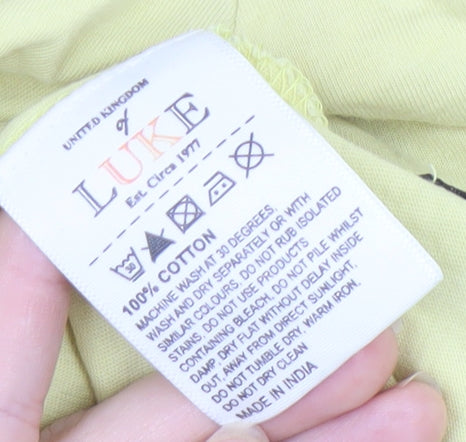 UNITED KINGDOM
of
LUKE
Est. Circa 1977
30
100% COTTON
MACHINE WASH AT 30 DEGREES.
WASH AND DRY SEPARATELY OR WITH
SIMILAR COLOURS. DO NOT RUB ISOLATED
STAINS. DO NOT USE PRODUCTS
CONTAINING BLEACH. DO NOT PILE WHILST
DAMP. DRY FLAT WITHOUT DELAY INSIDE
OUT. AWAY FROM DIRECT SUNLIGHT.
DO NOT TUMBLE DRY. WARM IRON.
DO NOT DRY CLEAN
MADE IN INDIA